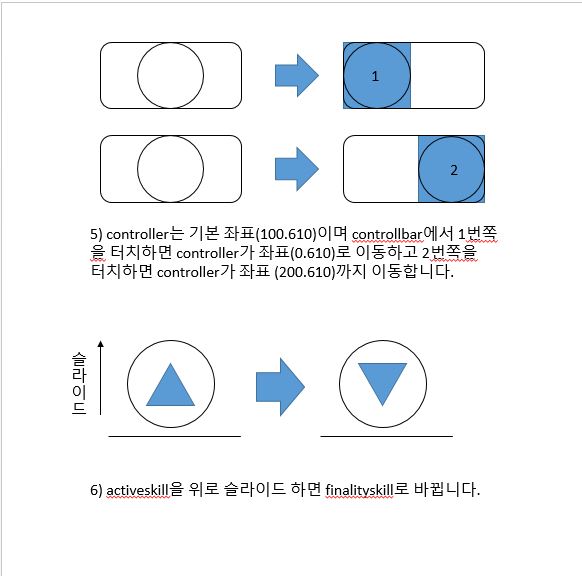 1
2
5) controller는 기본 좌표(100.610)이며 controllbar에서 1번쪽
을 터치하면 controller가 좌표(0.610)로 이동하고 2번쪽을
터치하면 controller가 좌표 (200.610)까지 이동합니다.
슬라이드
6) activeskill을 위로 슬라이드 하면 finalityskill로 바뀝니다.